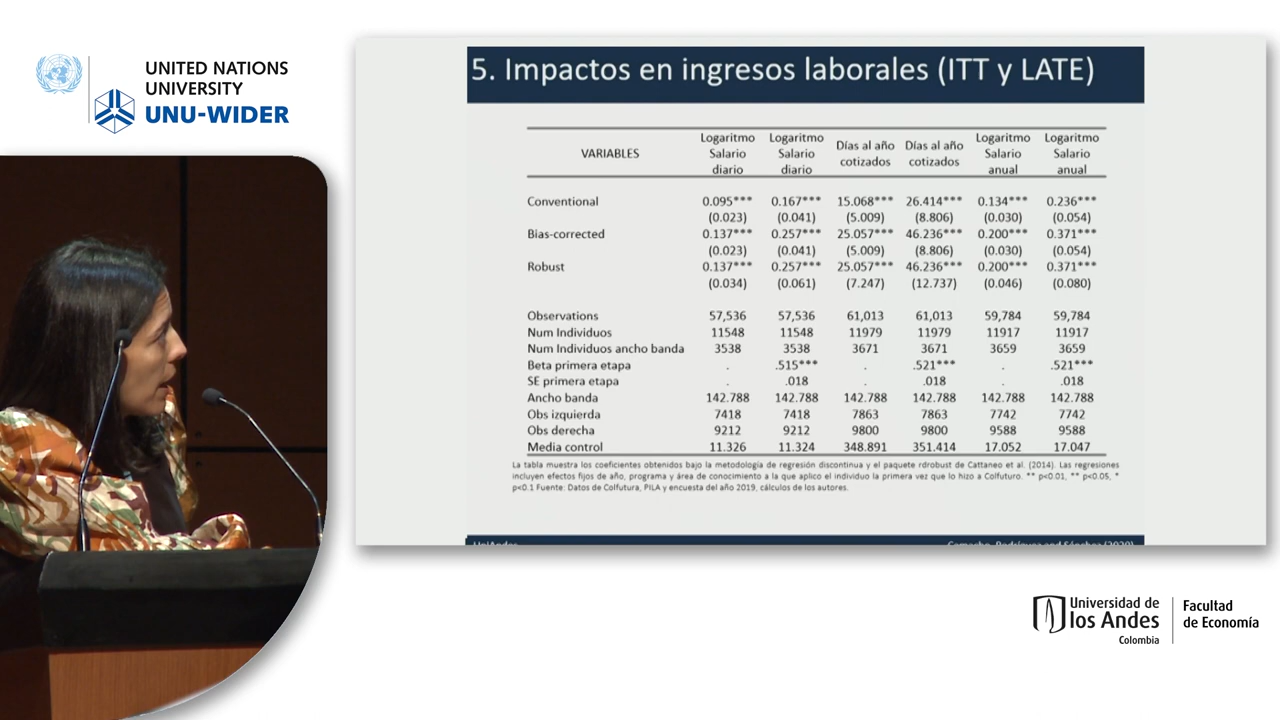 UNITED NATIONS
UNIVERSITY
UNU-WIDER
5. Impactos en ingresos laborales (ITT y LATE)
VARIABLES Logaritmo Salario diario Logaritmo Salario diario Días al año cotizados Días al año cotizados Logaritmo Salario anual Logaritmo Salario anual
Conventional 0.095*** 0.167*** 15.068*** 26.414*** 0.134*** 0.236***
(0.023) (0.041) (5.009) (8.806) (0.030) (0.054)
Bias-corrected 0.137*** 0.257*** 25.057*** 46.236*** 0.200*** 0.371***
(0.023) (0.041) (5.009) (8.806) (0.030) (0.054)
Robust 0.137*** 0.257*** 25.057*** 46.236*** 0.200*** 0.371***
(0.034) (0.061) (7.247) (12.737) (0.046) (0.080)
Observations 57,536 57,536 61,013 61,013 59,784 59,784
Num Individuos 11548 11548 11979 11979 11917 11917
Num Individuos ancho banda 3538 3538 3671 3671 3659 3659
Beta primera etapa . .515*** . .521*** . .521***
SE primera etapa . .018 . .018 . .018
Ancho banda 142.788 142.788 142.788 142.788 142.788 142.788
Obs izquierda 7418 7418 7863 7863 7742 7742
Obs derecha 9212 9212 9800 9800 9588 9588
Media control 11.326 11.324 348.891 351.414 17.052 17.047
La tabla muestra los coeficientes obtenidos bajo la metodología de regresión discontinua y el paquete rdrobust de Cattaneo et al. (2014). Las regresiones
incluyen efectos fijos de año, programa y área de conocimiento a la que aplico el individuo la primera vez que lo hizo a Colfuturo. ** p<0.01, ** p<0.05, *
p<0.1 Fuente: Datos de Colfutura, PILA y encuesta del año 2019, cálculos de los autores.
Universidad de
los Andes
Colombia
Facultad
de Economía